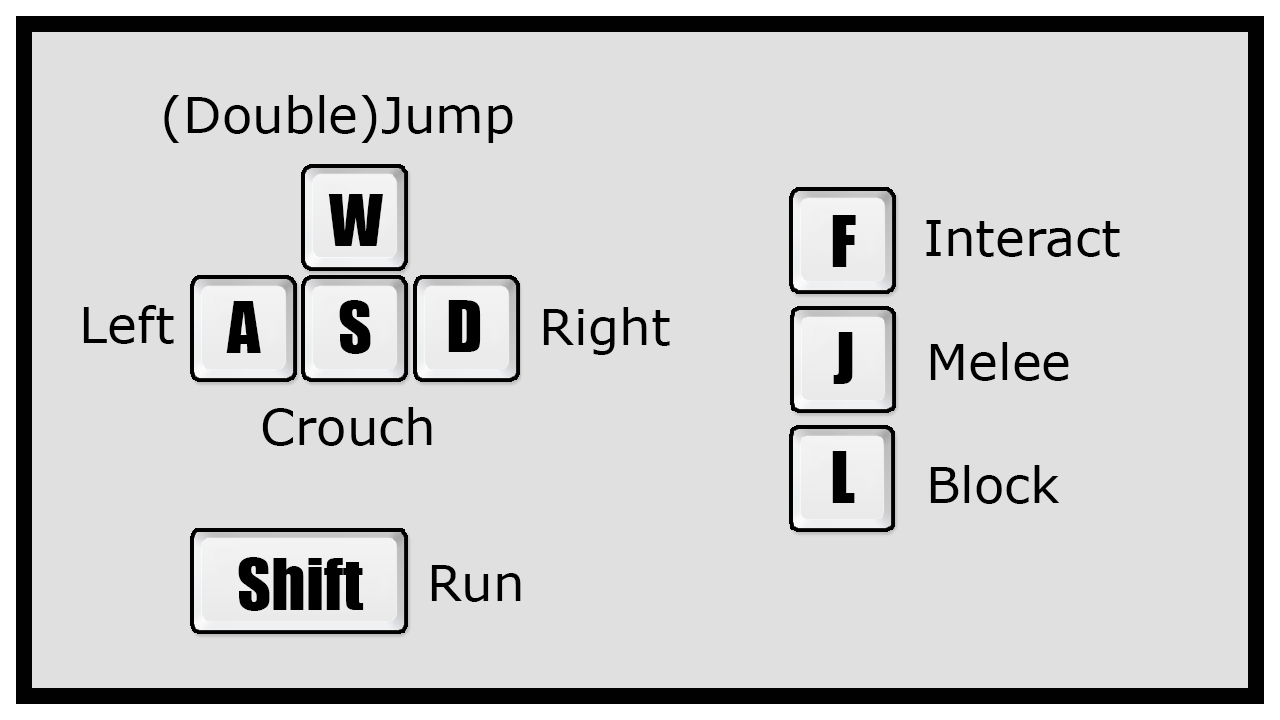 (Double)Jump
W
Left A S D Right
Crouch
Shift Run
F Interact
J Melee
L Block